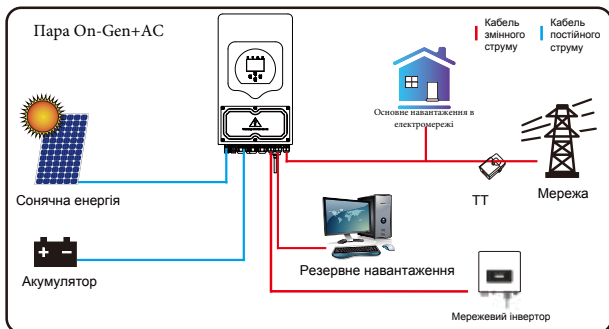 Пара On-Gen+AC
Кабель
змінного
струму
Кабель
постійного
струму
Основне навантаження в
електромережі
Сонячна енергія
ТТ
Мережа
Акумулятор
Резервне навантаження
Мережевий інвертор